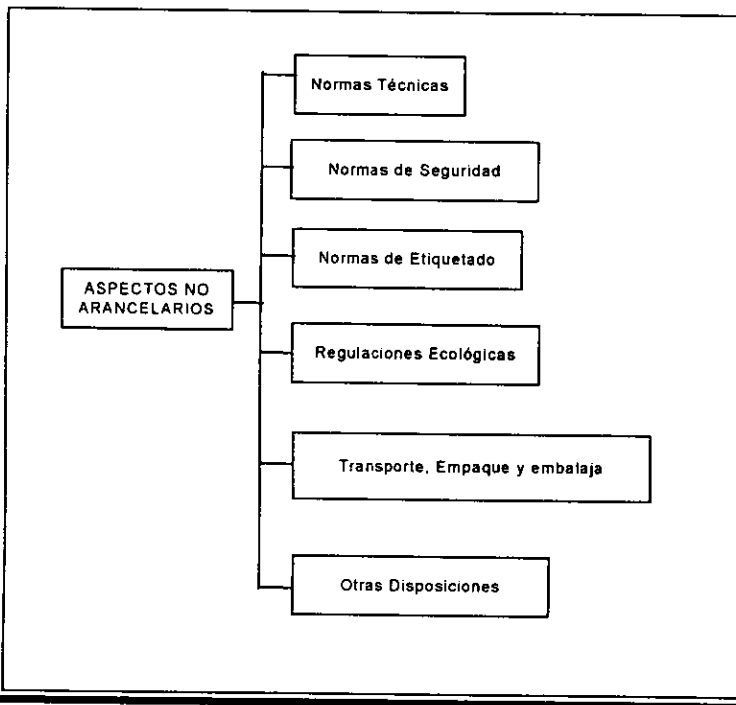 Normas Técnicas
Normas de Seguridad
Normas de Etiquetado
ASPECTOS NO
ARANCELARIOS
Regulaciones Ecológicas
Transporte, Empaque y embalaja
Otras Disposiciones